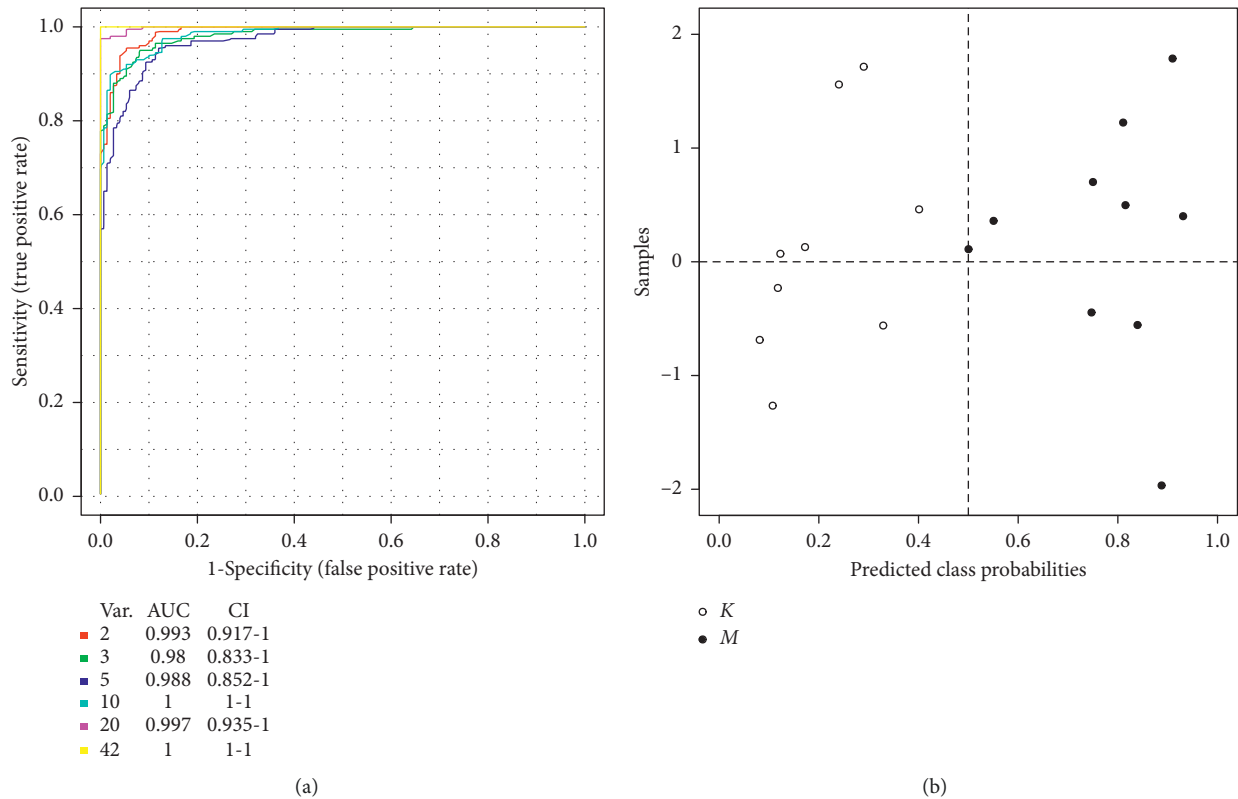 1.0
0.8
0.6
0.4
0.2
0.0
Sensitivity (true positive rate)
0.0 0.2 0.4 0.6 0.8 1.0
1-Specificity (false positive rate)
Var. AUC CI
2 0.993 0.917-1
3 0.98 0.833-1
5 0.988 0.852-1
10 1 1-1
20 0.997 0.935-1
42 1 1-1
(a)
2
1
0
−1
−2
Samples
0.0 0.2 0.4 0.6 0.8 1.0
Predicted class probabilities
K
M
(b)